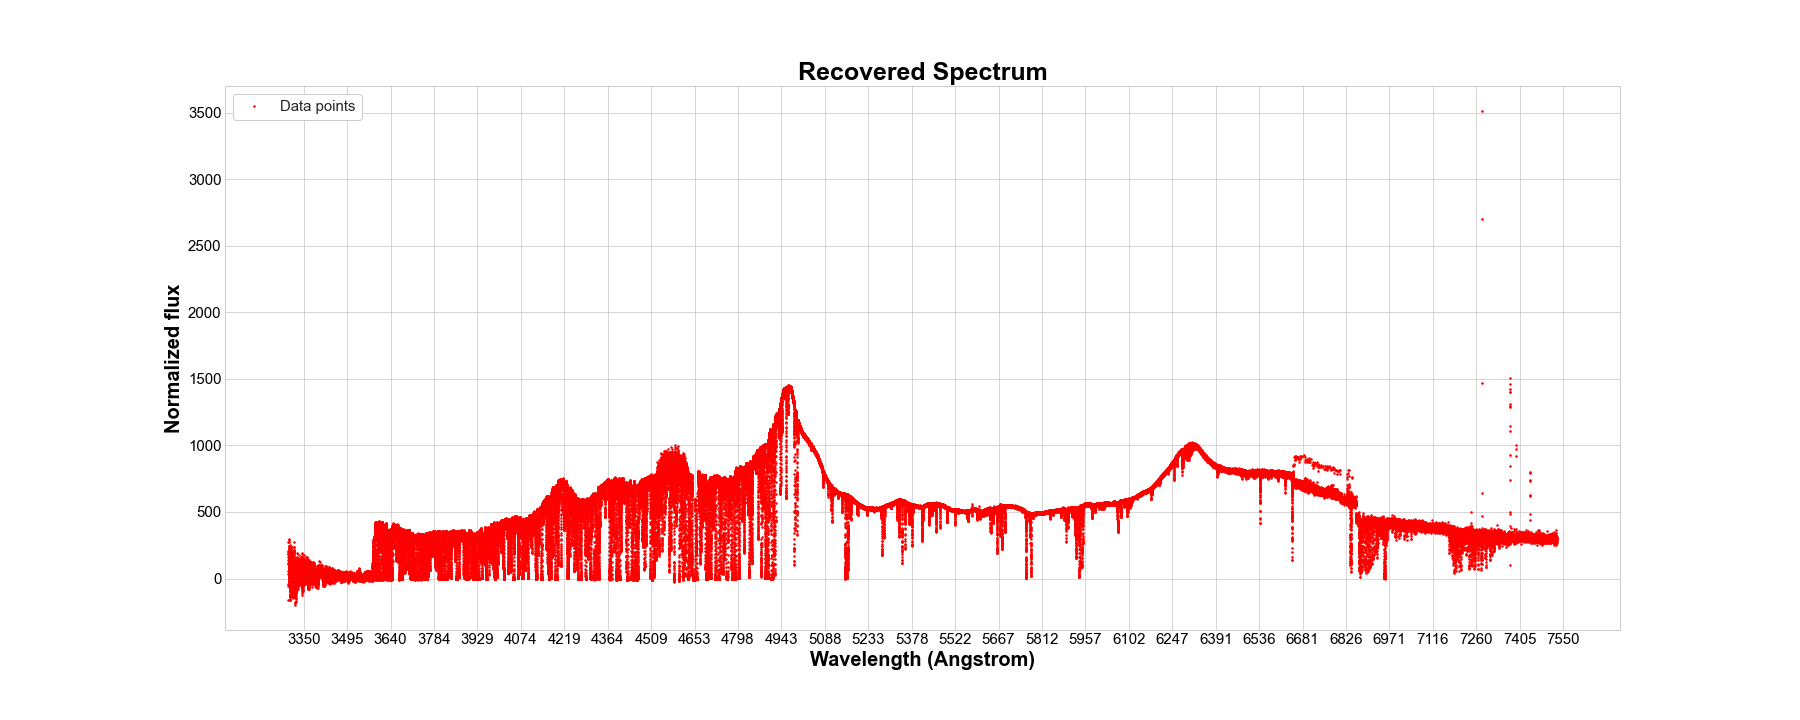 Recovered Spectrum
Data points
Normalized flux
3500
3000
2500
2000
1500
1000
500
0
3350 3495 3640 3784 3929 4074 4219 4364 4509 4653 4798 4943 5088 5233 5378 5522 5667 5812 5957 6102 6247 6391 6536 6681 6826 6971 7116 7260 7405 7550
Wavelength (Angstrom)